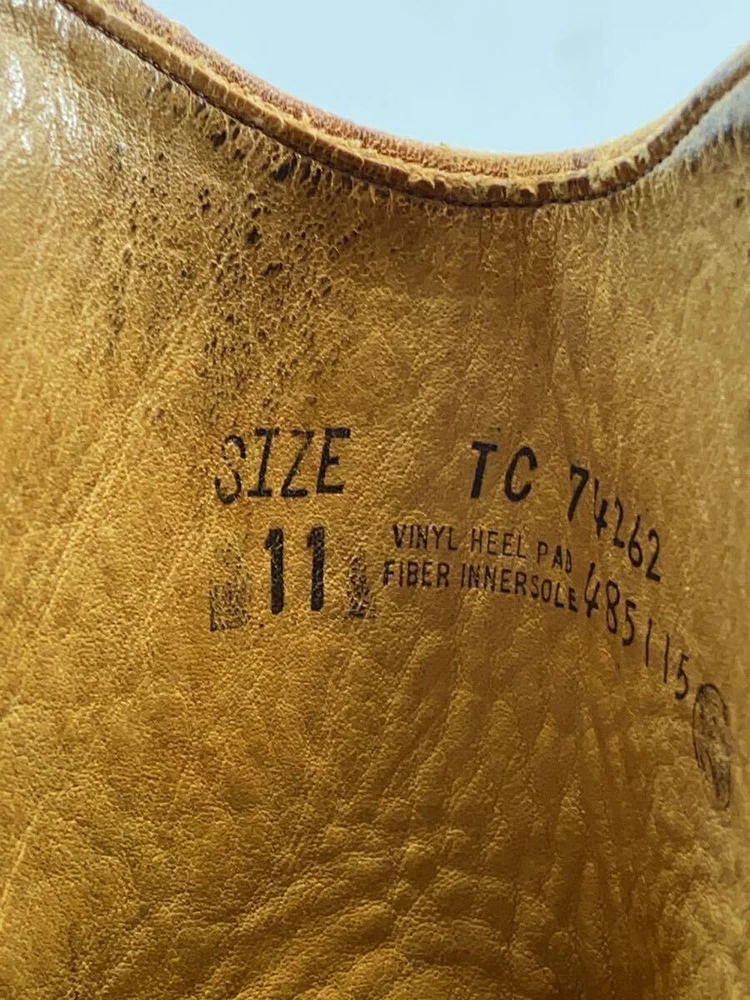 SIZE
11
TC 74262
VINYL HEEL PAD
FIBER INNERSOLE 485115